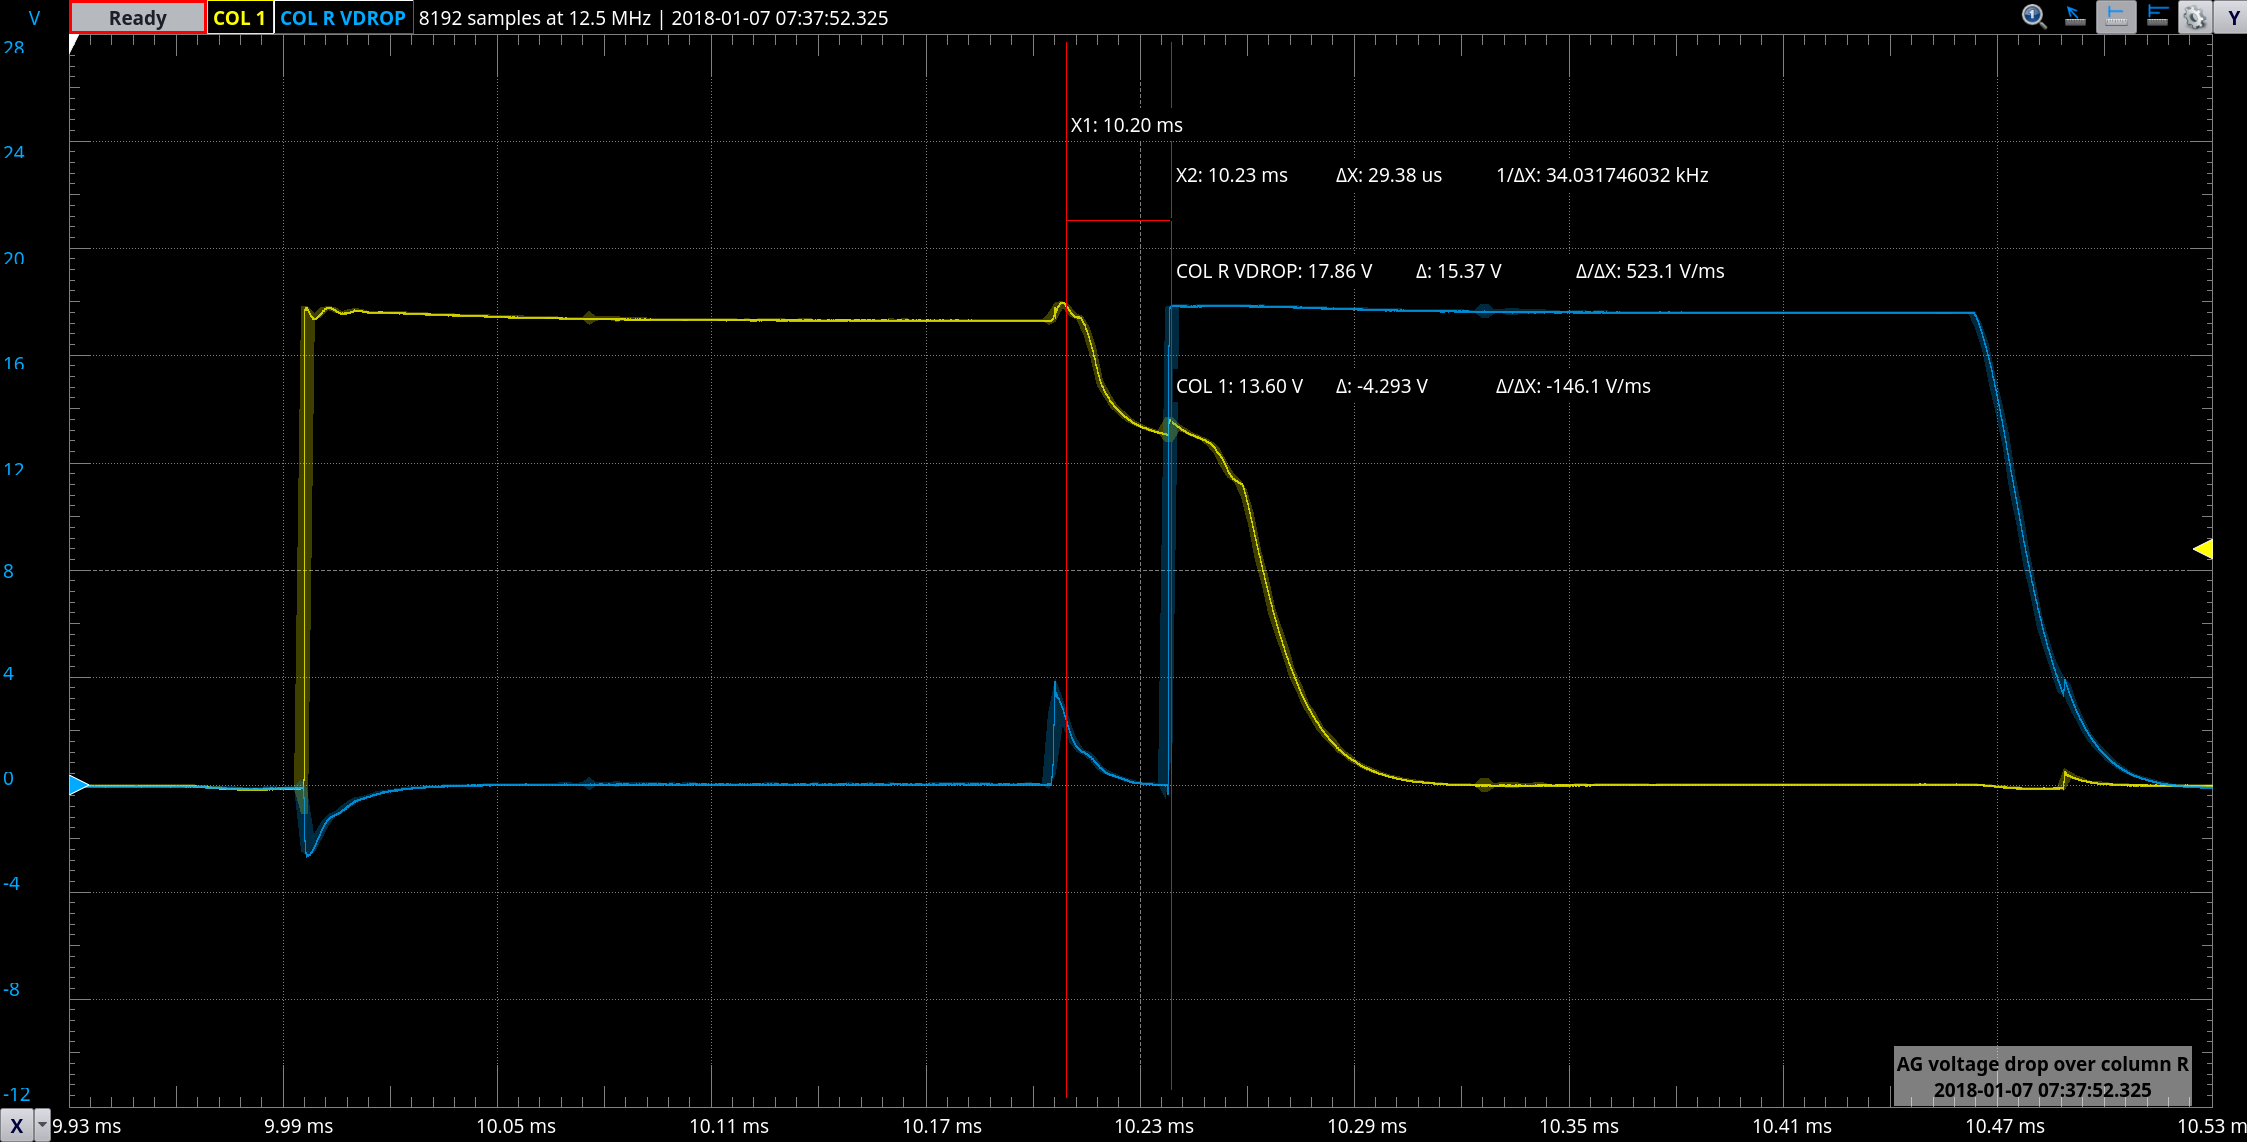 V Ready COL 1 COL R VDROP 8192 samples at 12.5 MHz | 2018-01-07 07:37:52.325 1 Y
28
X1: 10.20 ms
24
X2: 10.23 ms ΔX: 29.38 us 1/ΔX: 34.031746032 kHz
20
COL R VDROP: 17.86 V Δ: 15.37 V Δ/ΔX: 523.1 V/ms
16
COL 1: 13.60 V Δ: -4.293 V Δ/ΔX: -146.1 V/ms
12
8
4
0
-4
-8
AG voltage drop over column R
2018-01-07 07:37:52.325
-12
X 9.93 ms 9.99 ms 10.05 ms 10.11 ms 10.17 ms 10.23 ms 10.29 ms 10.35 ms 10.41 ms 10.47 ms 10.53 m